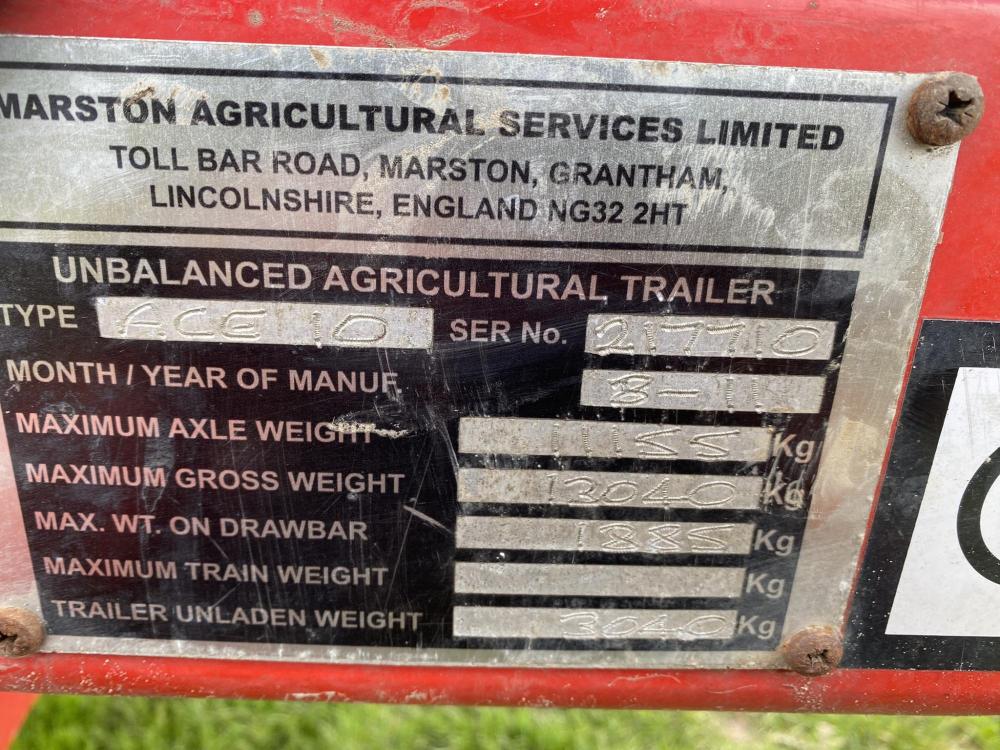 MARSTON AGRICULTURAL SERVICES LIMITED
TOLL BAR ROAD, MARSTON, GRANTHAM,
LINCOLNSHIRE, ENGLAND NG32 2HT
UNBALANCED AGRICULTURAL TRAILER
TYPE ACE 10 SER No. 217710
MONTH / YEAR OF MANUF. 8-11
MAXIMUM AXLE WEIGHT 11155 Kg
MAXIMUM GROSS WEIGHT 13040 Kg
MAX. WT. ON DRAWBAR 1885 Kg
MAXIMUM TRAIN WEIGHT Kg
TRAILER UNLADEN WEIGHT 3040 Kg